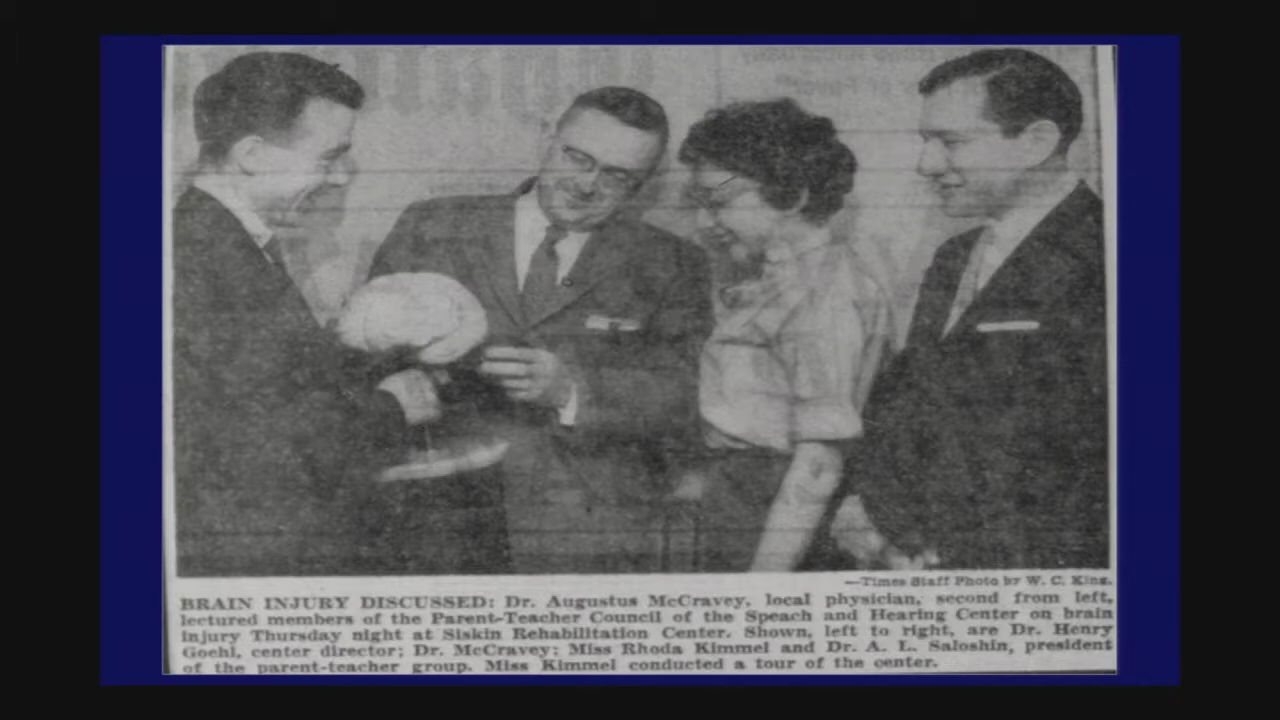 —Times Staff Photo by W. C. King.
BRAIN INJURY DISCUSSED: Dr. Augustus McCravey, local physician, second from left,
lectured members of the Parent-Teacher Council of the Speach and Hearing Center on brain
injury Thursday night at Siskin Rehabilitation Center. Shown, left to right, are Dr. Henry
Goehl, center director; Dr. McCravey; Miss Rhoda Kimmel and Dr. A. L. Saloshin, president
of the parent-teacher group. Miss Kimmel conducted a tour of the center.